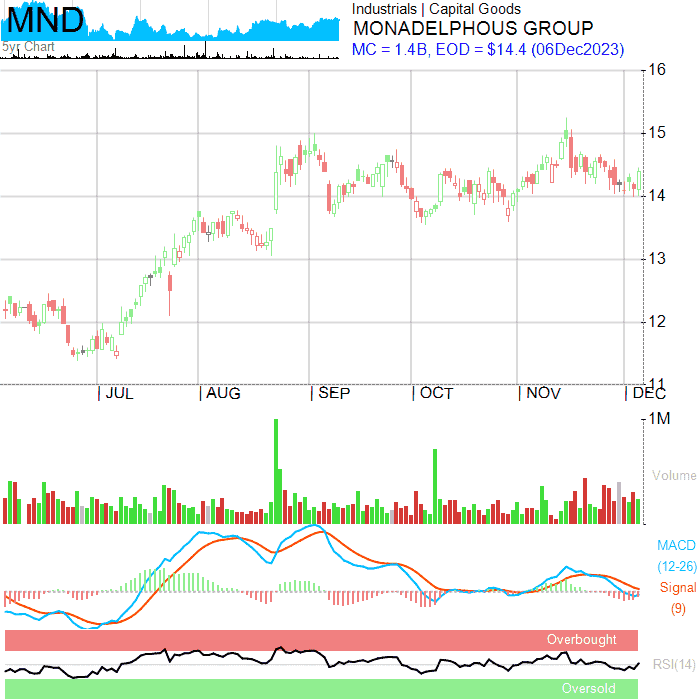 MND
5yr Chart
Industrials | Capital Goods
MONADELPHOUS GROUP
MC = 1.4B, EOD = $14.4 (06Dec2023)
16
15
14
13
12
11
JUL AUG SEP OCT NOV DEC
1M
Volume
MACD
(12-26)
Signal
(9)
Overbought
RSI(14)
Oversold